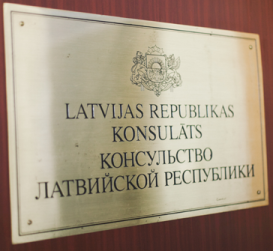 LATVIJAS REPUBLIKAS
KONSULĀTS
КОНСУЛЬСТВО
ЛАТВИЙСКОЙ РЕСПУБЛИКИ